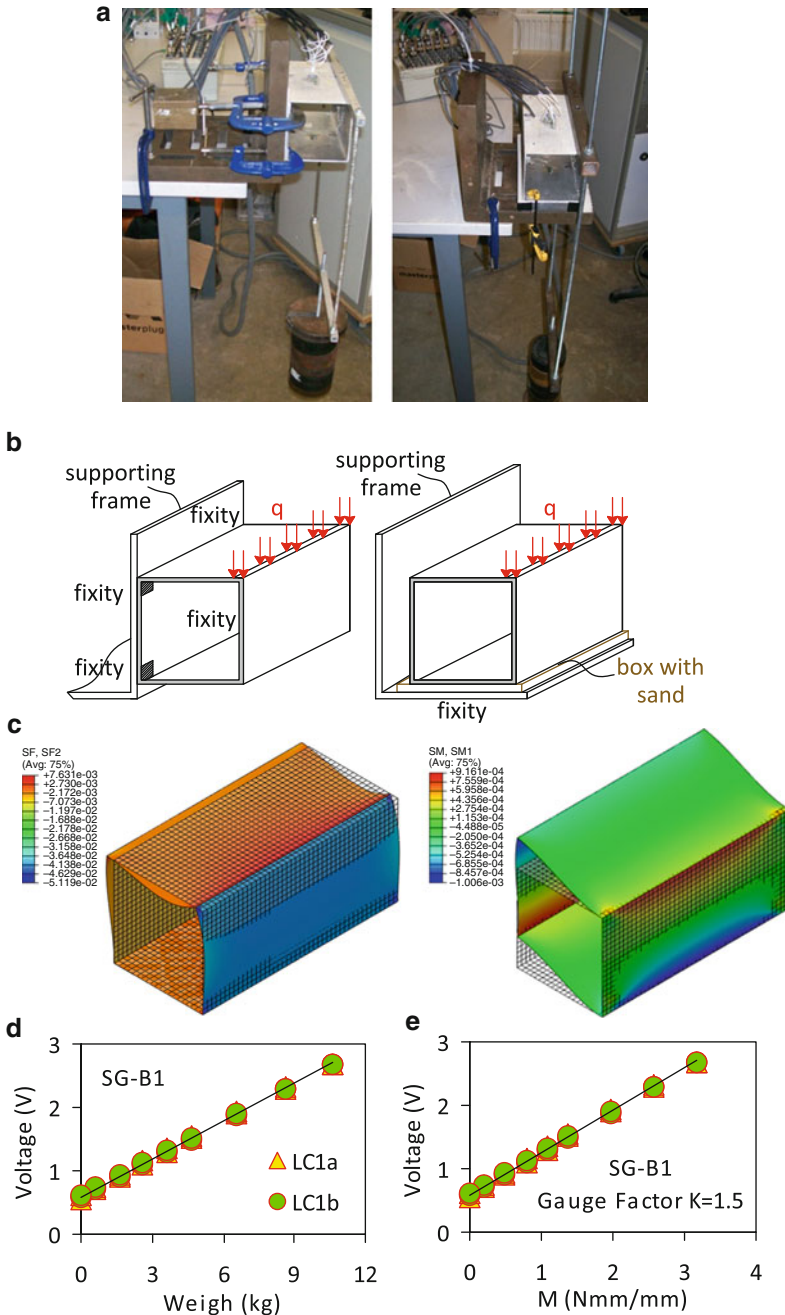 a
masterplug
terplug
b
supporting
frame
fixity
q
fixity
fixity
fixity
supporting
frame
q
box with
sand
fixity
c
SF, SF2
(Avg: 75%)
+7.631e-03
+2.730e-03
-2.172e-03
-7.073e-03
-1.197e-02
-1.688e-02
-2.178e-02
-2.668e-02
-3.158e-02
-3.648e-02
-4.138e-02
-4.629e-02
-5.119e-02
SM, SM1
(Avg: 75%)
+9.161e-04
+7.559e-04
+5.958e-04
+4.356e-04
+2.754e-04
+1.153e-04
-4.488e-05
-2.050e-04
-3.652e-04
-5.254e-04
-6.855e-04
-8.457e-04
-1.006e-03
d
3
2
1
0
Voltage (V)
SG-B1
LC1a
LC1b
0 3 6 9 12
Weigh (kg)
e
3
2
1
0
Voltage (V)
SG-B1
Gauge Factor K=1.5
0 1 2 3 4
M (Nmm/mm)